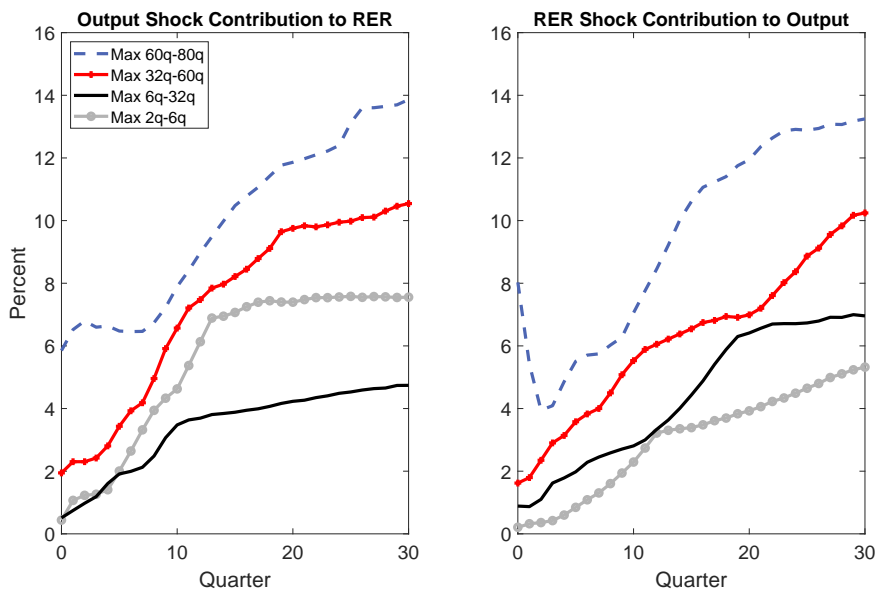 Output Shock Contribution to RER
16
14
12
10
8
6
4
2
0
Percent
Max 60q-80q
Max 32q-60q
Max 6q-32q
Max 2q-6q
0 10 20 30
Quarter
RER Shock Contribution to Output
16
14
12
10
8
6
4
2
0
0 10 20 30
Quarter